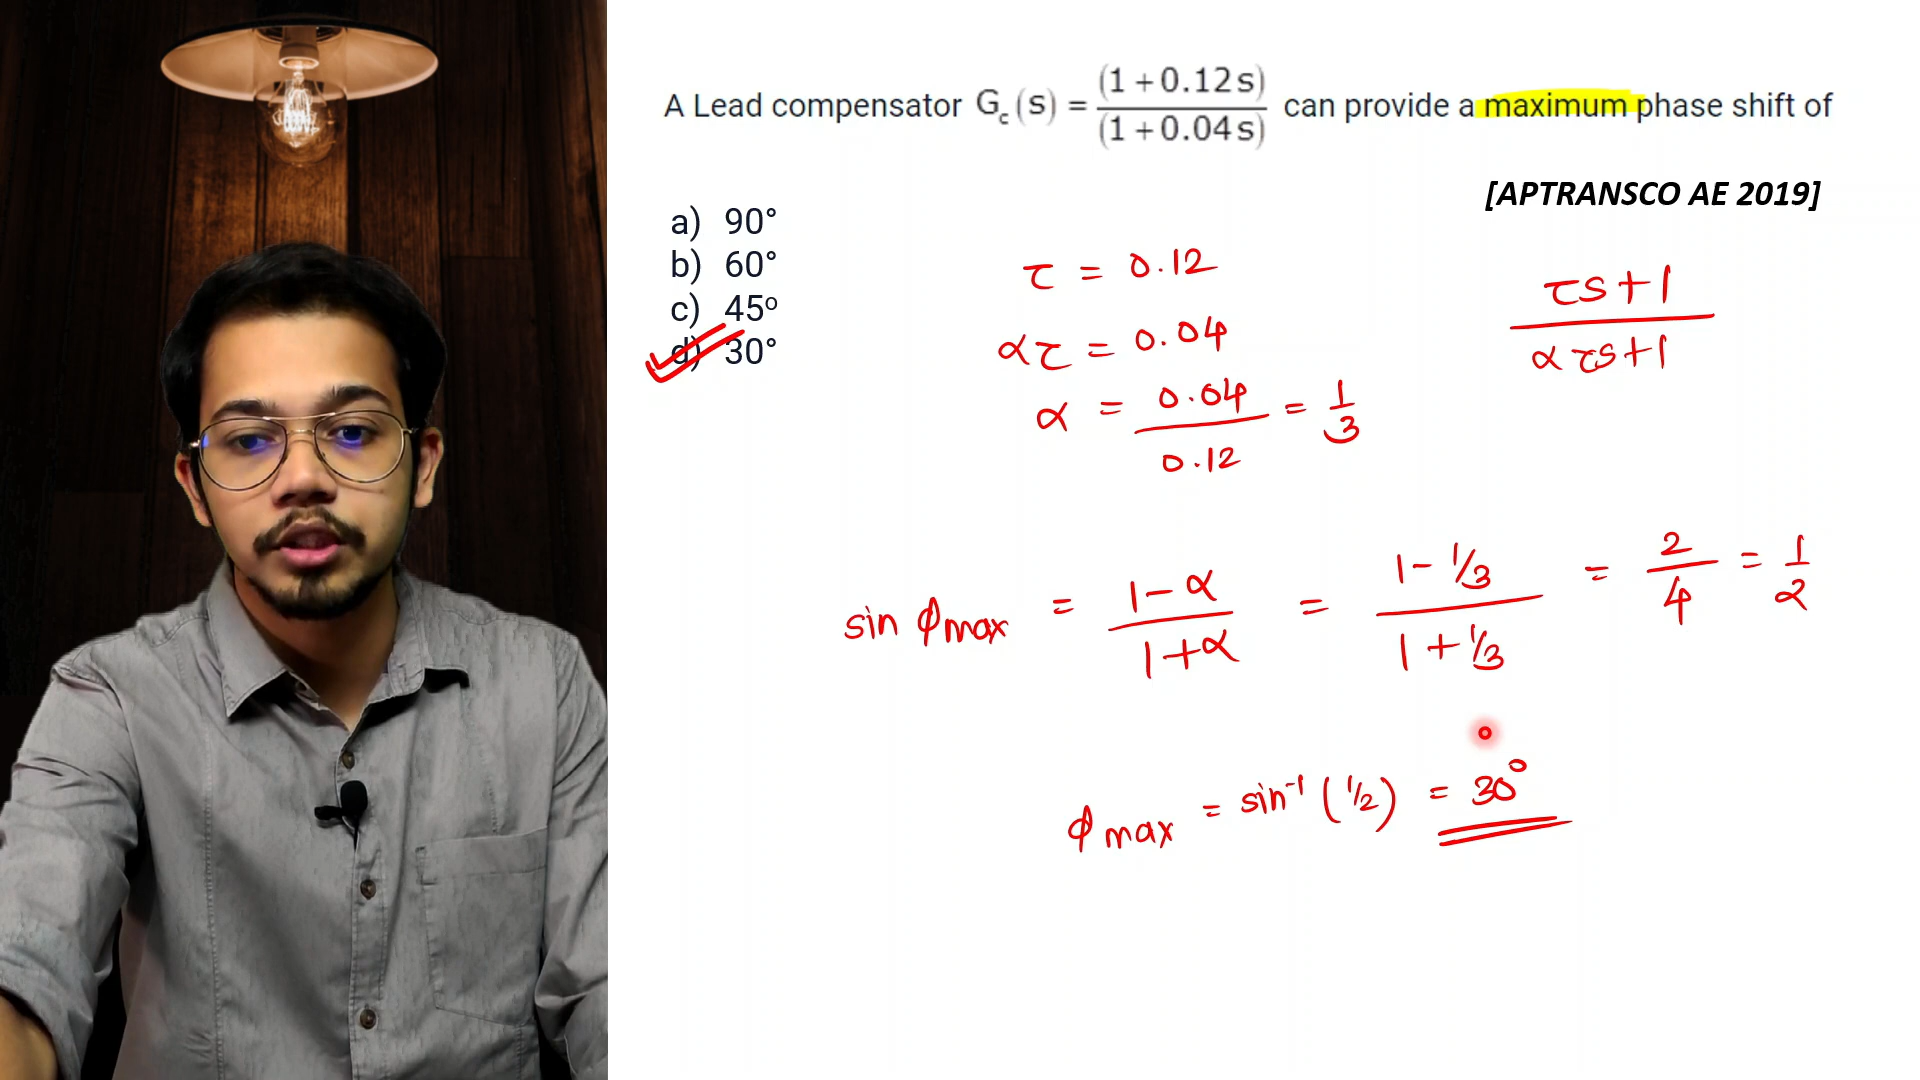 A Lead compensator G_c(s) = (1+0.12s)/(1+0.04s) can provide a maximum phase shift of
[APTRANSCO AE 2019]
a) 90°
b) 60°
c) 45°
d) 30°
τ = 0.12
ατ = 0.04
α = 0.04/0.12 = 1/3
τs+1
ατs+1
sin ϕmax = (1-α)/(1+α) = (1-1/3)/(1+1/3) = 2/4 = 1/2
ϕmax = sin⁻¹(1/2) = 30°